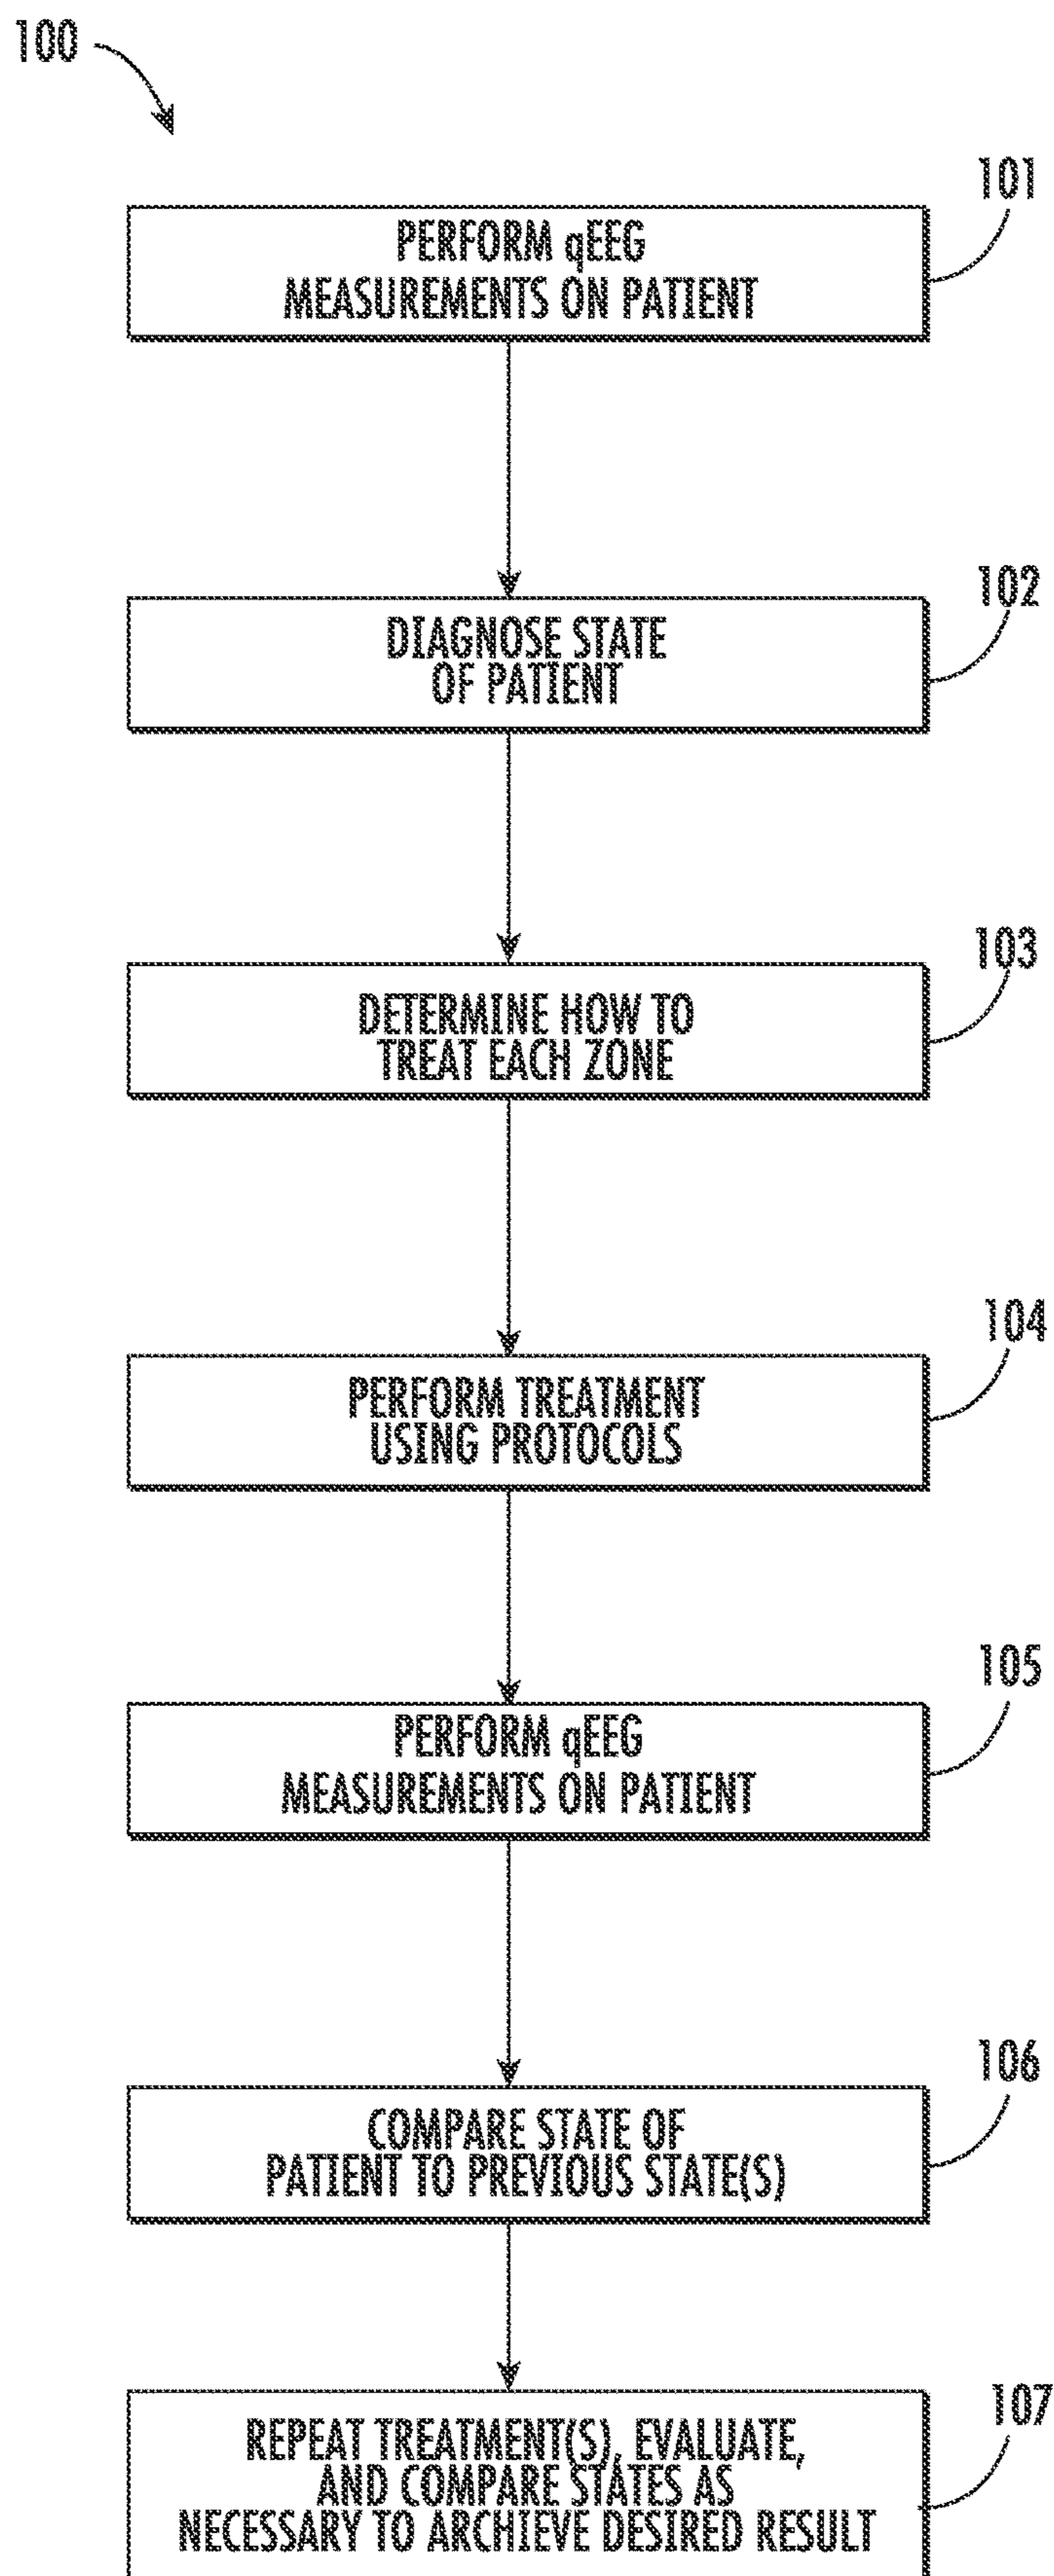 100
101
PERFORM qEEG
MEASUREMENTS ON PATIENT
102
DIAGNOSE STATE
OF PATIENT
103
DETERMINE HOW TO
TREAT EACH ZONE
104
PERFORM TREATMENT
USING PROTOCOLS
105
PERFORM qEEG
MEASUREMENTS ON PATIENT
106
COMPARE STATE OF
PATIENT TO PREVIOUS STATE(S)
107
REPEAT TREATMENT(S), EVALUATE,
AND COMPARE STATES AS
NECESSARY TO ARCHIEVE DESIRED RESULT